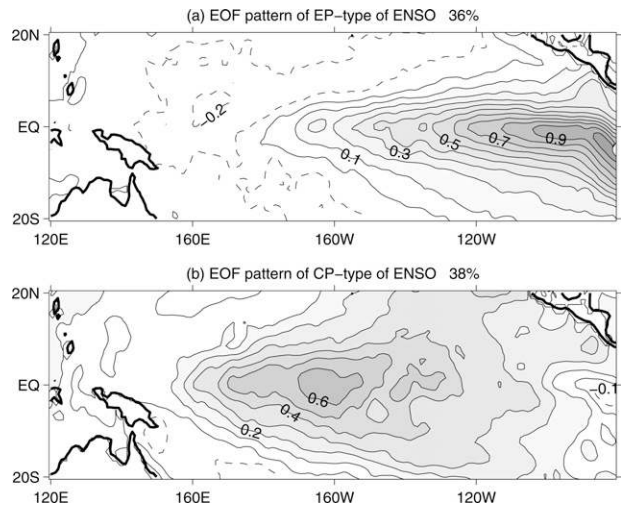 (a) EOF pattern of EP-type of ENSO 36%
20N
-0.2
EQ
0.1
0.3
0.5
0.7
0.9
20S
120E
160E
160W
120W
(b) EOF pattern of CP-type of ENSO 38%
20N
EQ
0.6
-0.1
0.4
0.2
20S
120E
160E
160W
120W